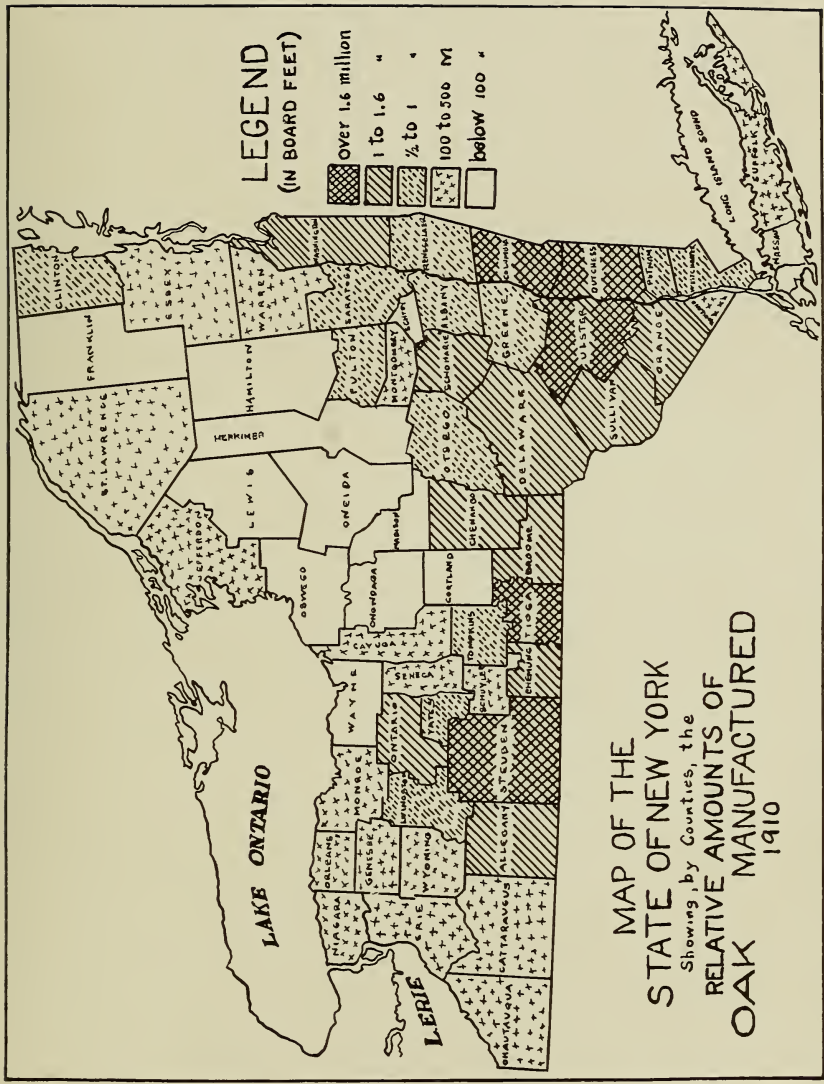 MAP OF THE
STATE OF NEW YORK
Showing, by Counties, the
RELATIVE AMOUNTS OF
OAK MANUFACTURED
1910
LEGEND
(IN BOARD FEET)
over 1.6 million
1 to 1.6 "
½ to 1 "
100 to 500 M
below 100 "
LAKE ONTARIO
L. ERIE
LONG ISLAND SOUND
CLINTON
FRANKLIN
ST. LAWRENCE
ESSEX
JEFFERSON
LEWIS
HERKIMER
HAMILTON
WARREN
WASHINGTON
OSWEGO
ONEIDA
FULTON
SARATOGA
MONTGOMERY
NIAGARA
ORLEANS
MONROE
WAYNE
CAYUGA
ONONDAGA
MADISON
OTSEGO
SCHOHARIE
ALBANY
RENSSELAER
ERIE
GENESEE
WYOMING
LIVINGSTON
ONTARIO
YATES
SENECA
CORTLAND
CHENANGO
DELAWARE
GREENE
COLUMBIA
CHAUTAUQUA
CATTARAUGUS
ALLEGANY
STEUBEN
SCHUYLER
TOMPKINS
CHEMUNG
TIOGA
BROOME
SULLIVAN
ULSTER
DUTCHESS
ORANGE
PUTNAM
NASSAU
SUFFOLK